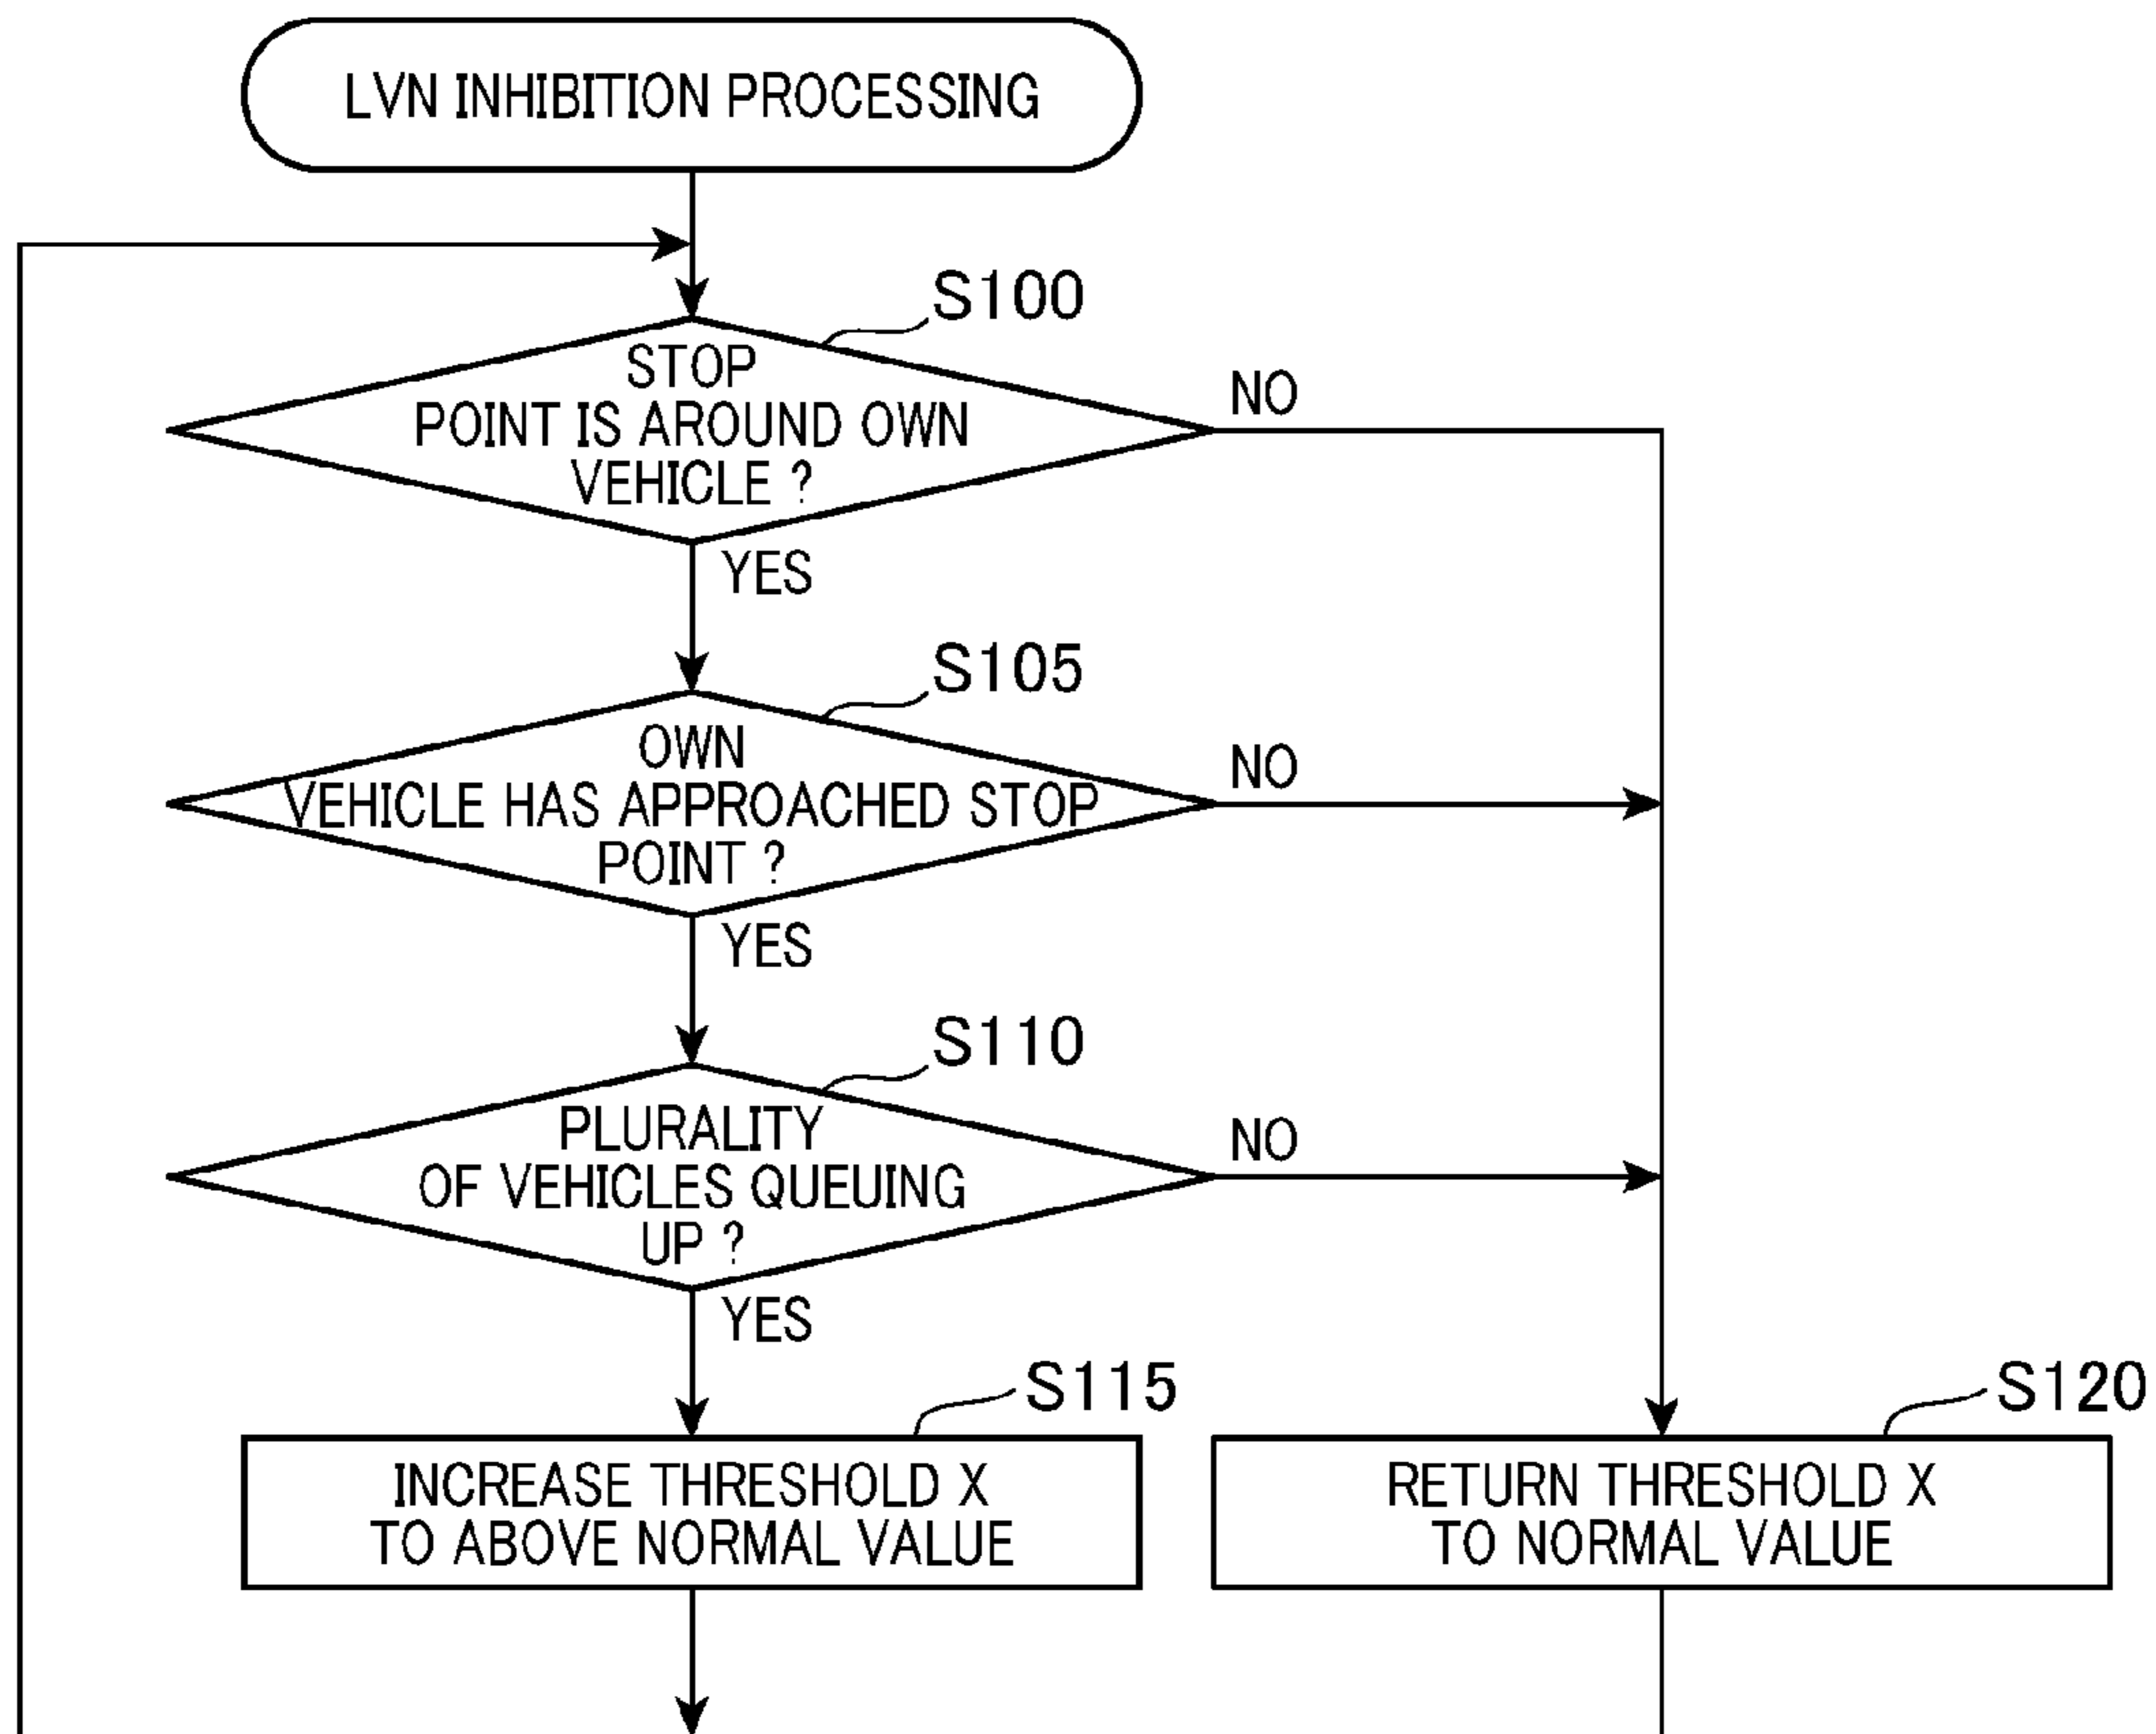 LVN INHIBITION PROCESSING
S100
STOP
POINT IS AROUND OWN
VEHICLE ?
NO
YES
S105
OWN
VEHICLE HAS APPROACHED STOP
POINT ?
NO
YES
S110
PLURALITY
OF VEHICLES QUEUING
UP ?
NO
YES
S115
INCREASE THRESHOLD X
TO ABOVE NORMAL VALUE
S120
RETURN THRESHOLD X
TO NORMAL VALUE